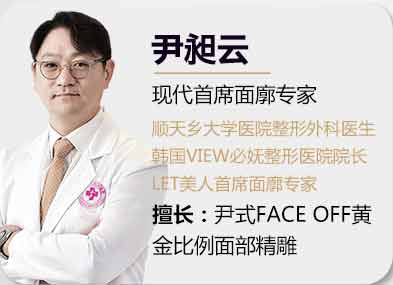 尹昶云
现代首席面廓专家
顺天乡大学医院整形外科医生
韩国VIEW必妩整形医院院长
LET美人首席面廓专家
擅长：尹式FACE OFF黄
金比例面部精雕